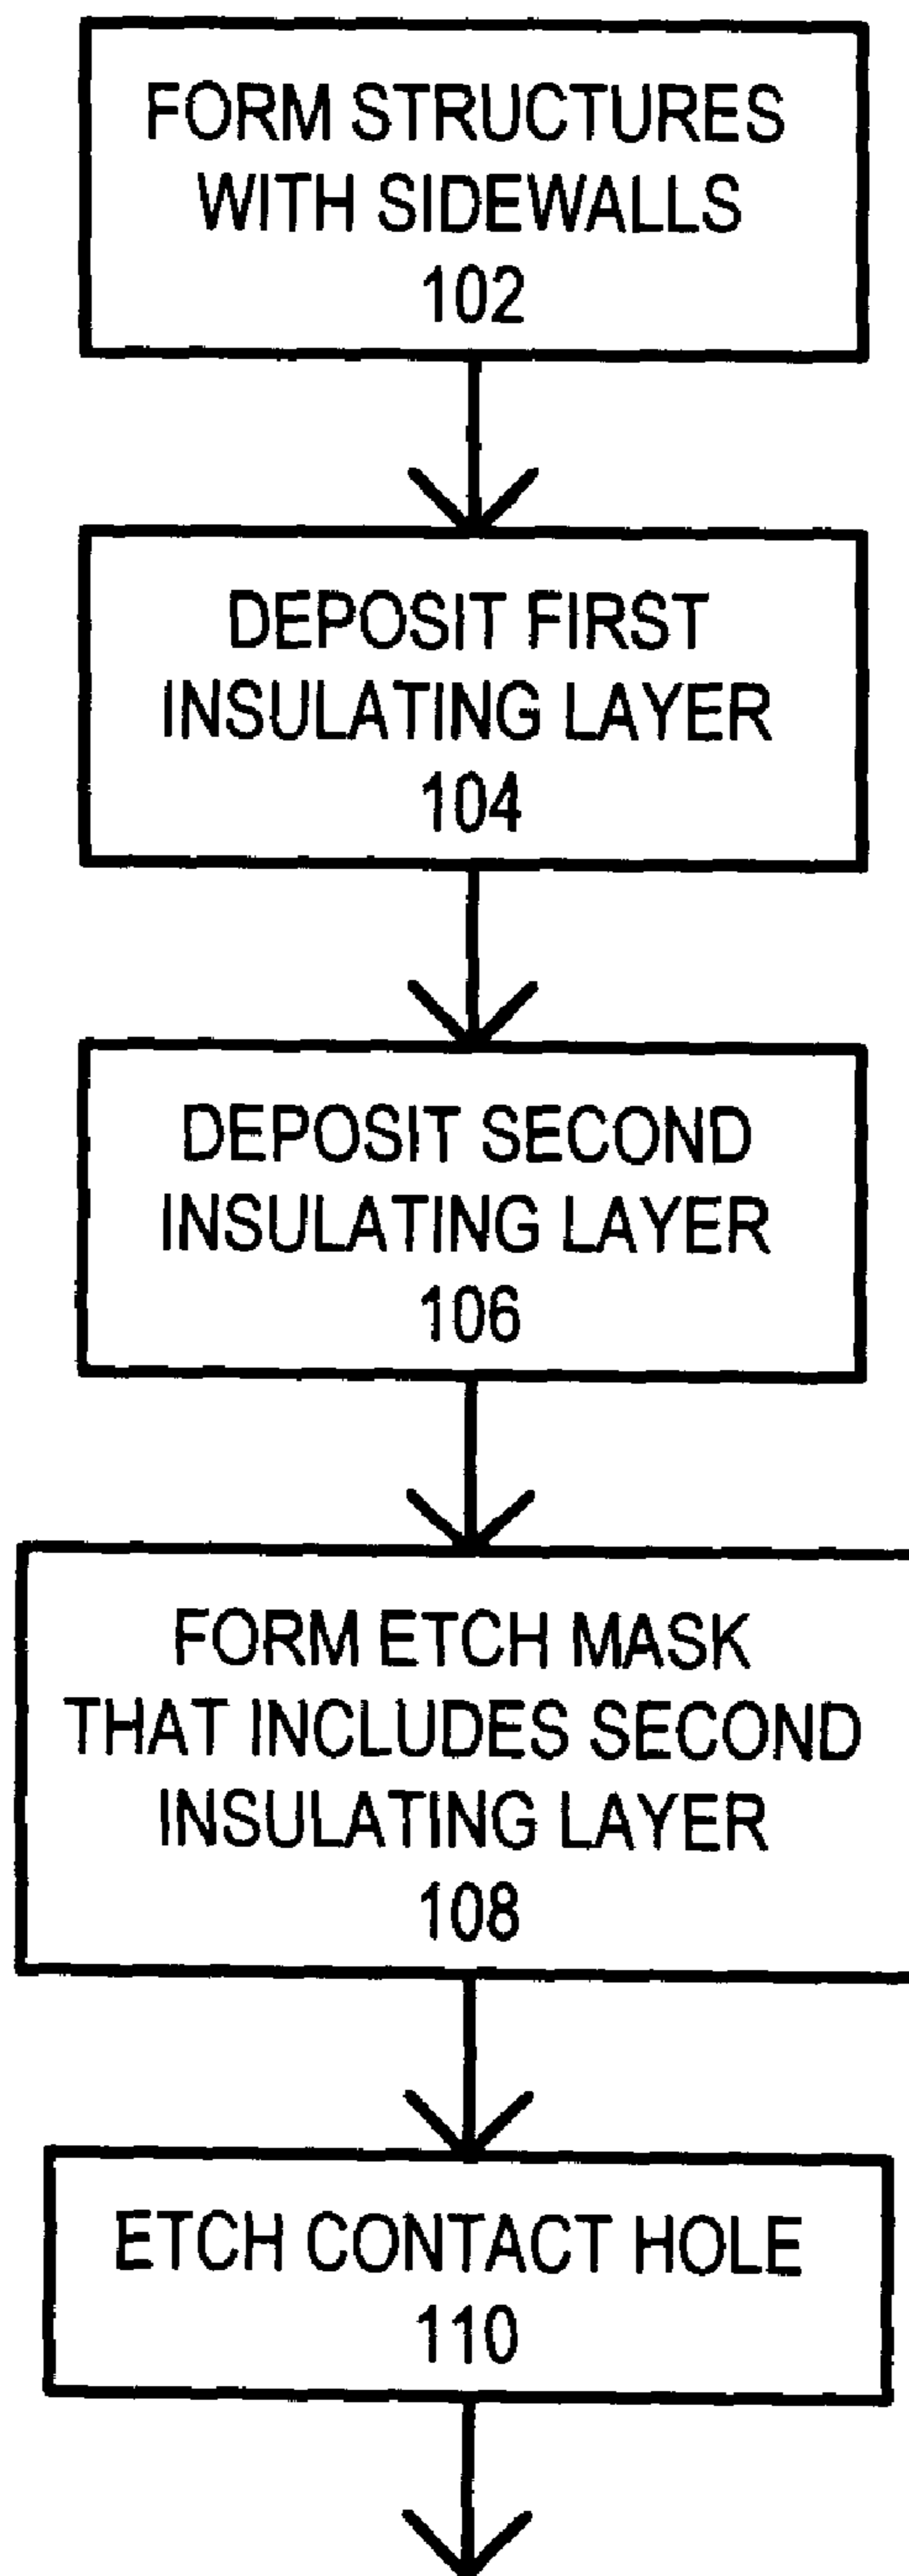 FORM STRUCTURES
WITH SIDEWALLS
102
DEPOSIT FIRST
INSULATING LAYER
104
DEPOSIT SECOND
INSULATING LAYER
106
FORM ETCH MASK
THAT INCLUDES SECOND
INSULATING LAYER
108
ETCH CONTACT HOLE
110